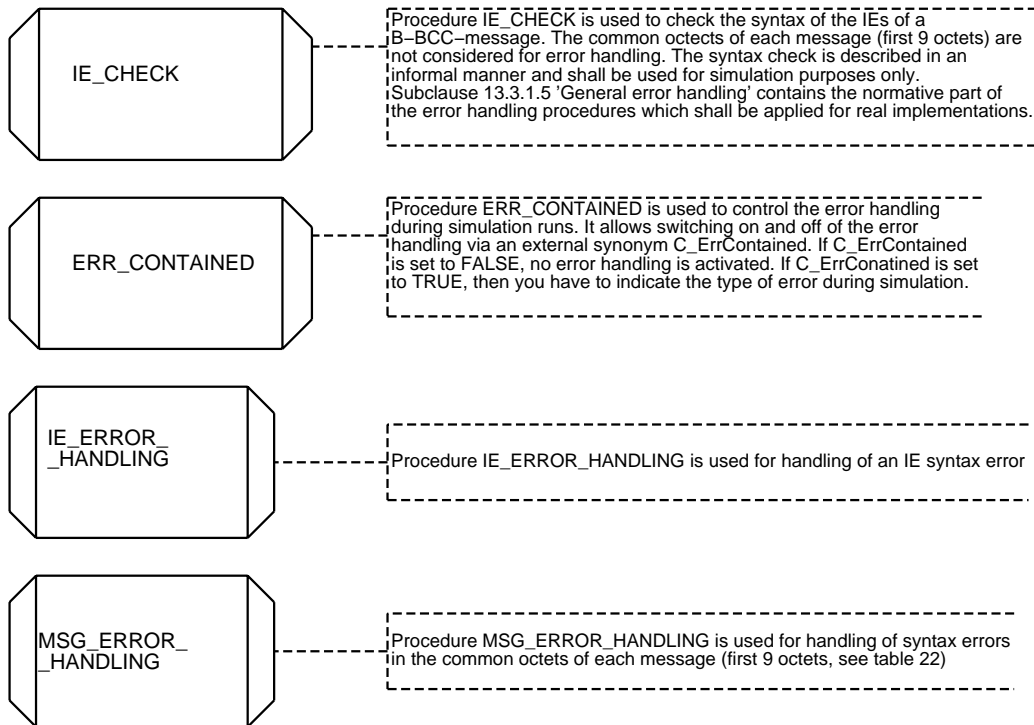 IE_CHECK
Procedure IE_CHECK is used to check the syntax of the IEs of a
B−BCC−message. The common octects of each message (first 9 octets) are
not considered for error handling. The syntax check is described in an
informal manner and shall be used for simulation purposes only.
Subclause 13.3.1.5 'General error handling' contains the normative part of
the error handling procedures which shall be applied for real implementations.
ERR_CONTAINED
Procedure ERR_CONTAINED is used to control the error handling
during simulation runs. It allows switching on and off of the error
handling via an external synonym C_ErrContained. If C_ErrContained
is set to FALSE, no error handling is activated. If C_ErrConatined is set
to TRUE, then you have to indicate the type of error during simulation.
IE_ERROR_
_HANDLING
Procedure IE_ERROR_HANDLING is used for handling of an IE syntax error
MSG_ERROR_
_HANDLING
Procedure MSG_ERROR_HANDLING is used for handling of syntax errors
in the common octets of each message (first 9 octets, see table 22)